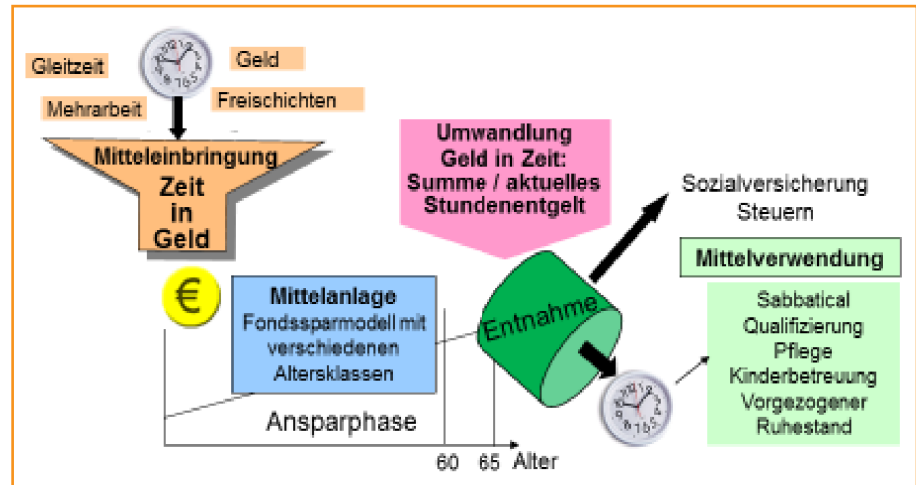 Gleitzeit
Geld
Mehrarbeit
Freischichten
Mitteleinbringung
Zeit
in
Geld
€
Umwandlung
Geld in Zeit:
Summe / aktuelles
Stundenentgelt
Sozialversicherung
Steuern
Mittelanlage
Fondssparmodell mit
verschiedenen
Altersklassen
Entnahme
Mittelverwendung
Sabbatical
Qualifizierung
Pflege
Kinderbetreuung
Vorgezogener
Ruhestand
Ansparphase
60 65 Alter